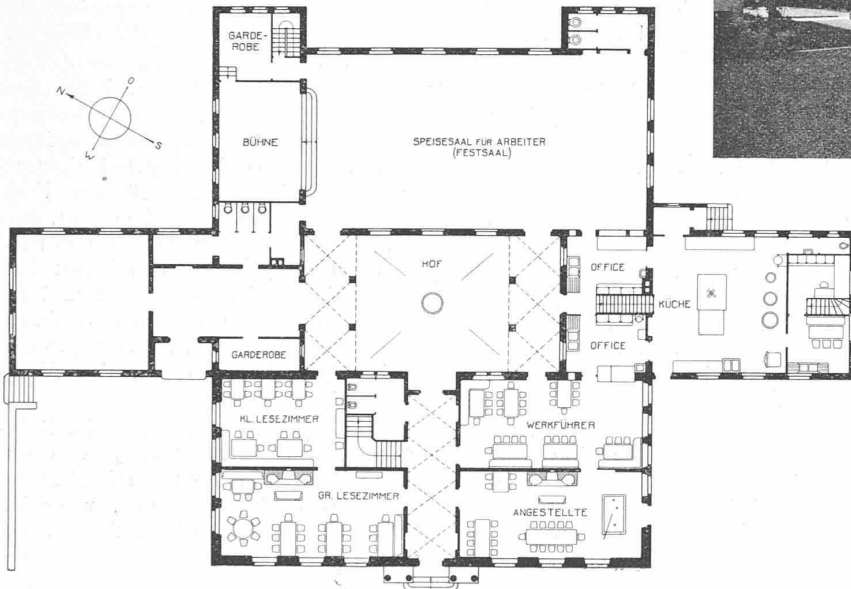 GARDE-
ROBE
N
O
W
S
BÜHNE
SPEISESAAL FÜR ARBEITER
(FESTSAAL)
HOF
OFFICE
KÜCHE
OFFICE
GARDEROBE
KL. LESEZIMMER
WERKFÜHRER
GR. LESEZIMMER
ANGESTELLTE